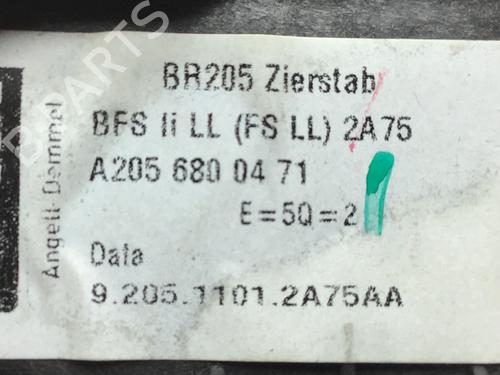 BR205 Zierstab
BFS li LL (FS LL) 2A75
A205 680 04 71
E=5Q=2
Data
9.205.1101.2A75AA
Angell-Demmel
PARTS